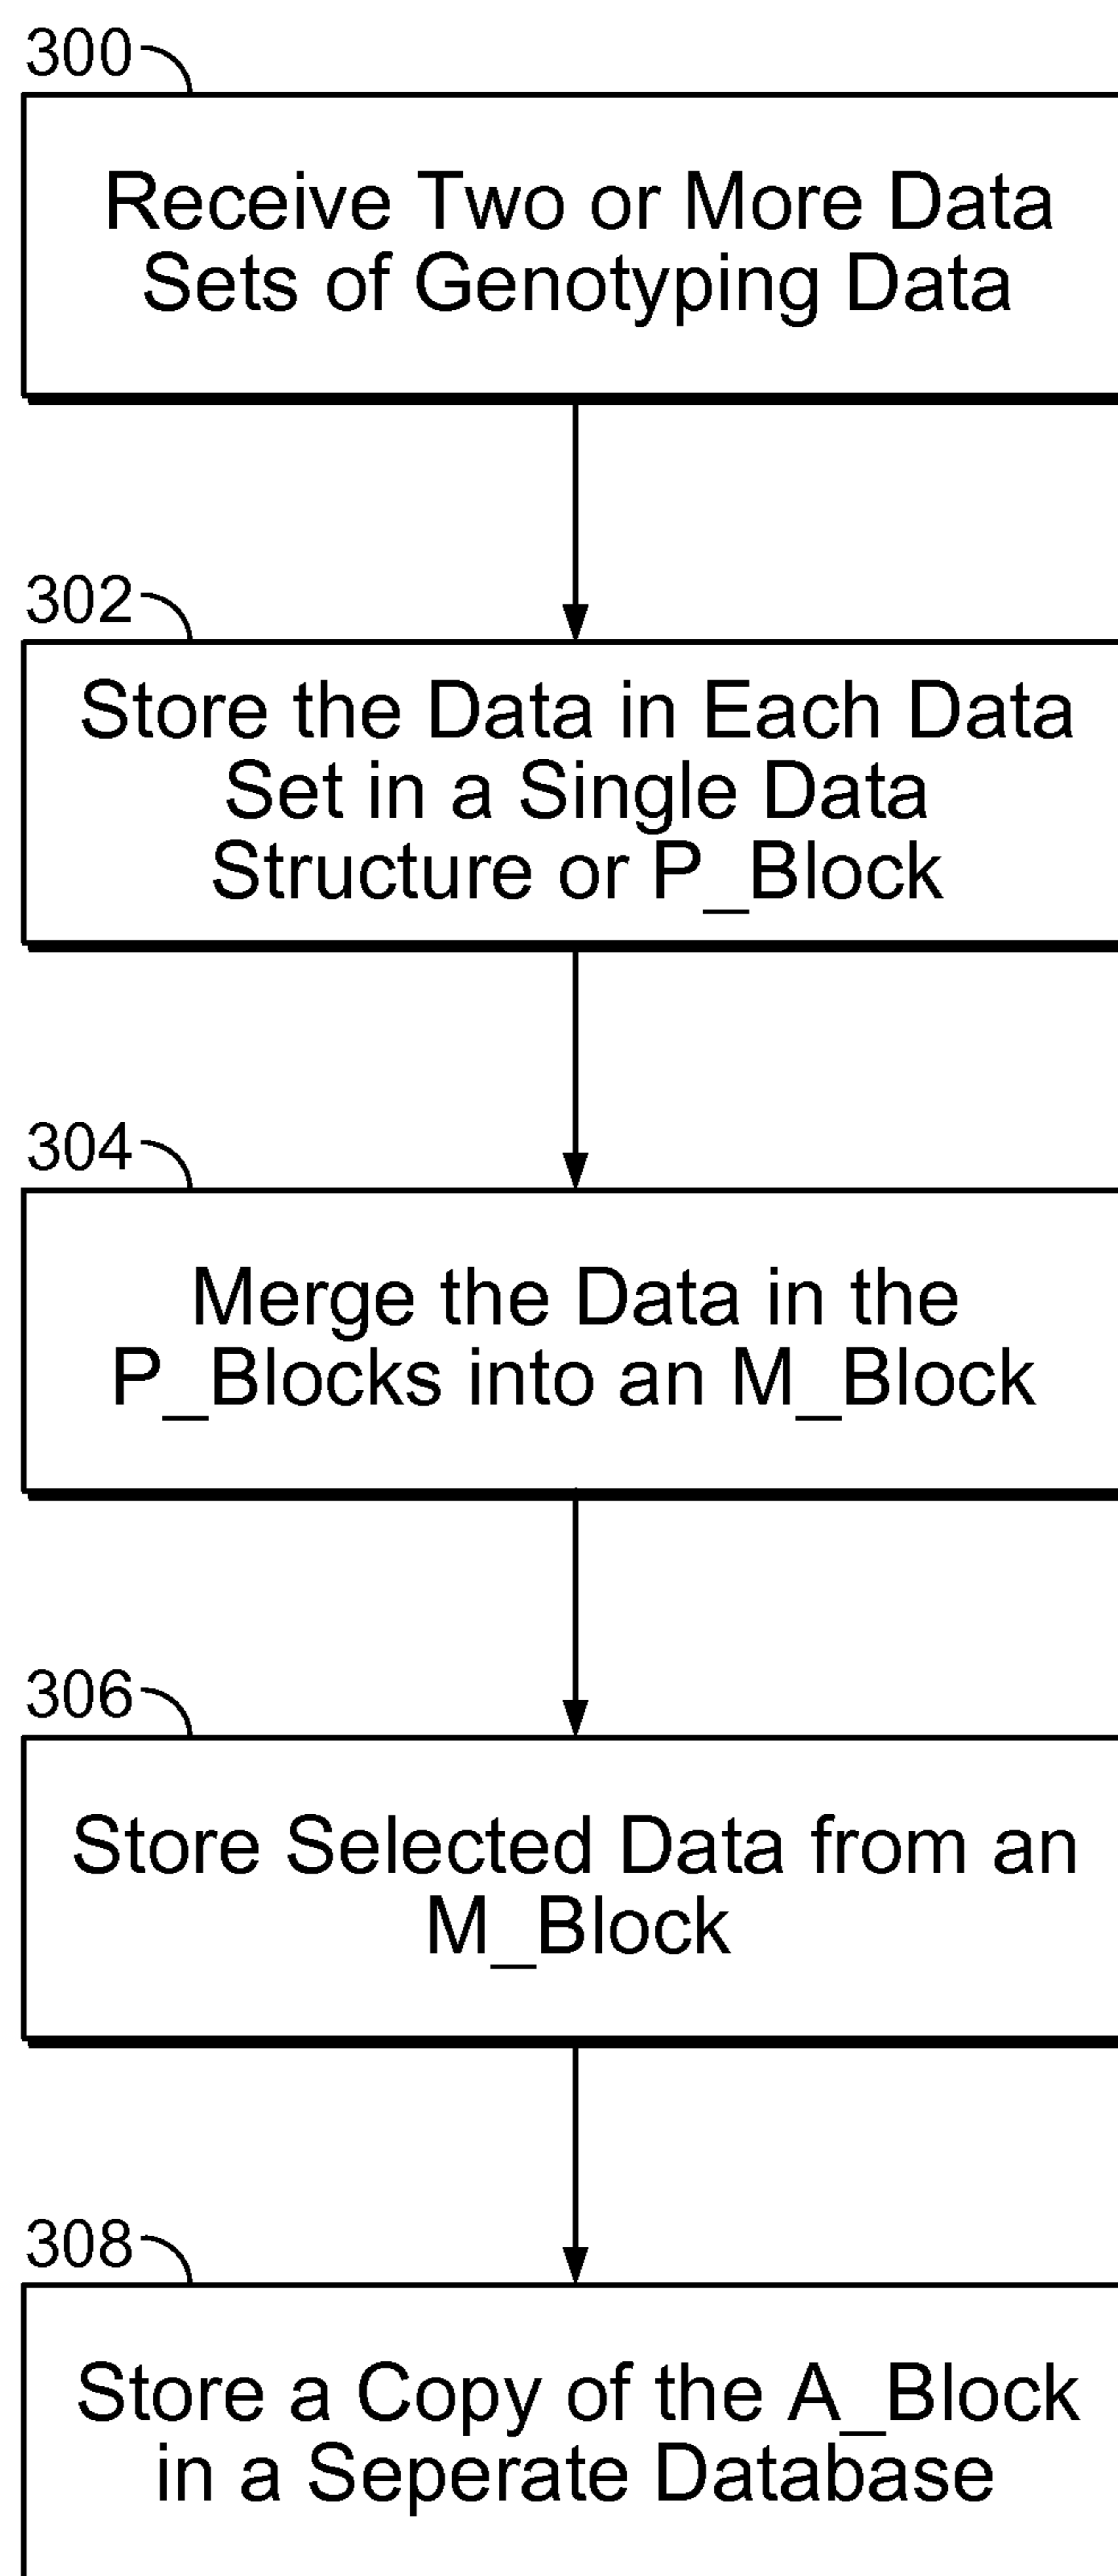 300
Receive Two or More Data
Sets of Genotyping Data
302
Store the Data in Each Data
Set in a Single Data
Structure or P_Block
304
Merge the Data in the
P_Blocks into an M_Block
306
Store Selected Data from an
M_Block
308
Store a Copy of the A_Block
in a Seperate Database